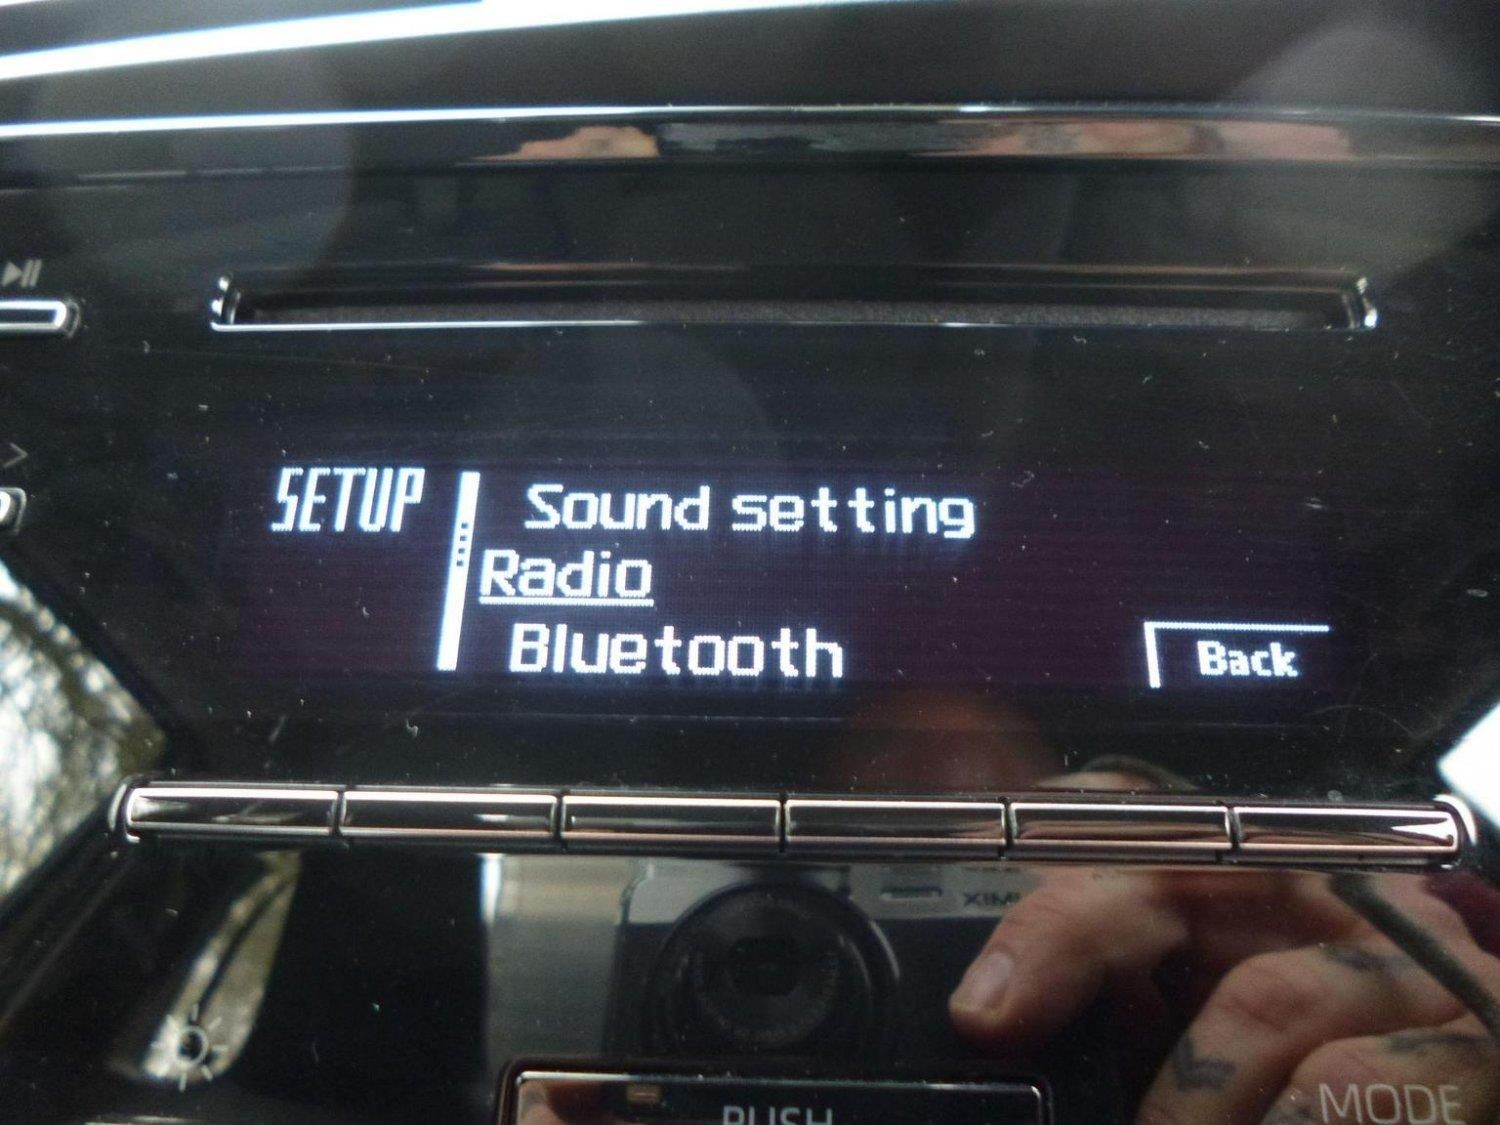 SETUP
Sound setting
Radio
Bluetooth
Back
PUSH
MODE